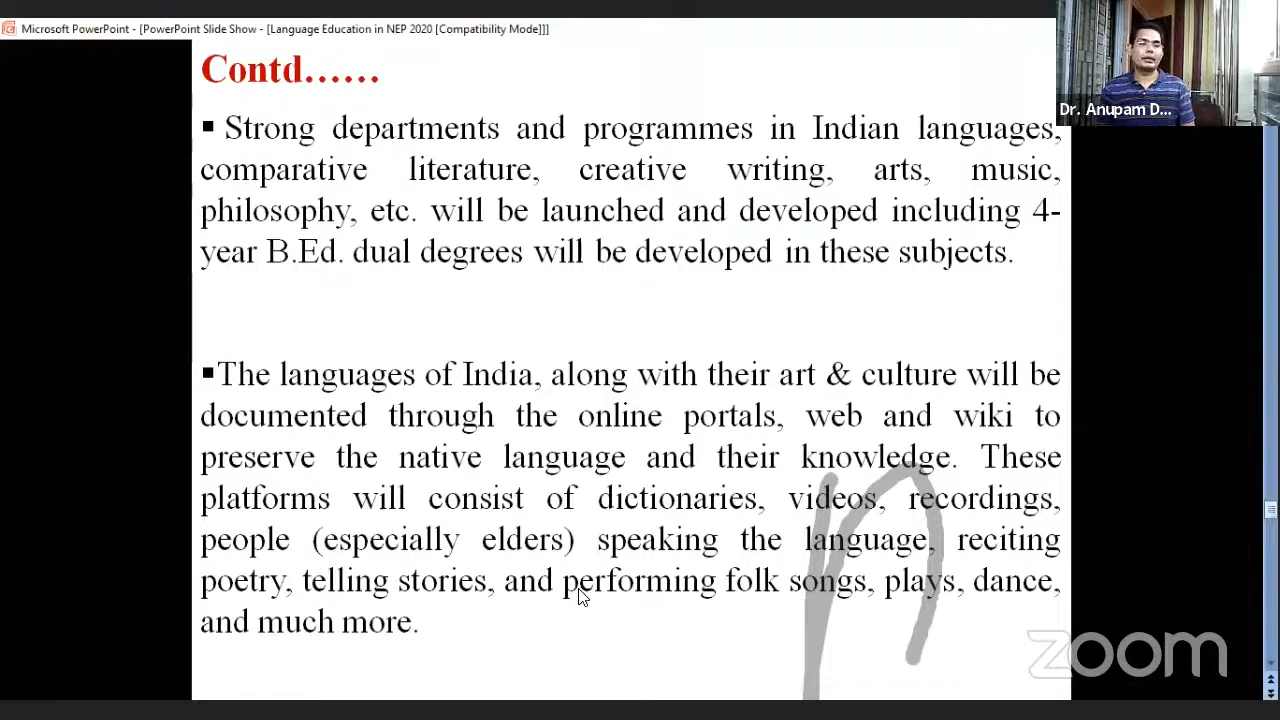 Microsoft PowerPoint - [PowerPoint Slide Show - [Language Education in NEP 2020 [Compatibility Mode]]]
Dr. Anupam D...
Contd......
▪ Strong departments and programmes in Indian languages,
comparative literature, creative writing, arts, music,
philosophy, etc. will be launched and developed including 4-
year B.Ed. dual degrees will be developed in these subjects.
▪The languages of India, along with their art & culture will be
documented through the online portals, web and wiki to
preserve the native language and their knowledge. These
platforms will consist of dictionaries, videos, recordings,
people (especially elders) speaking the language, reciting
poetry, telling stories, and performing folk songs, plays, dance,
and much more.
n
zoom